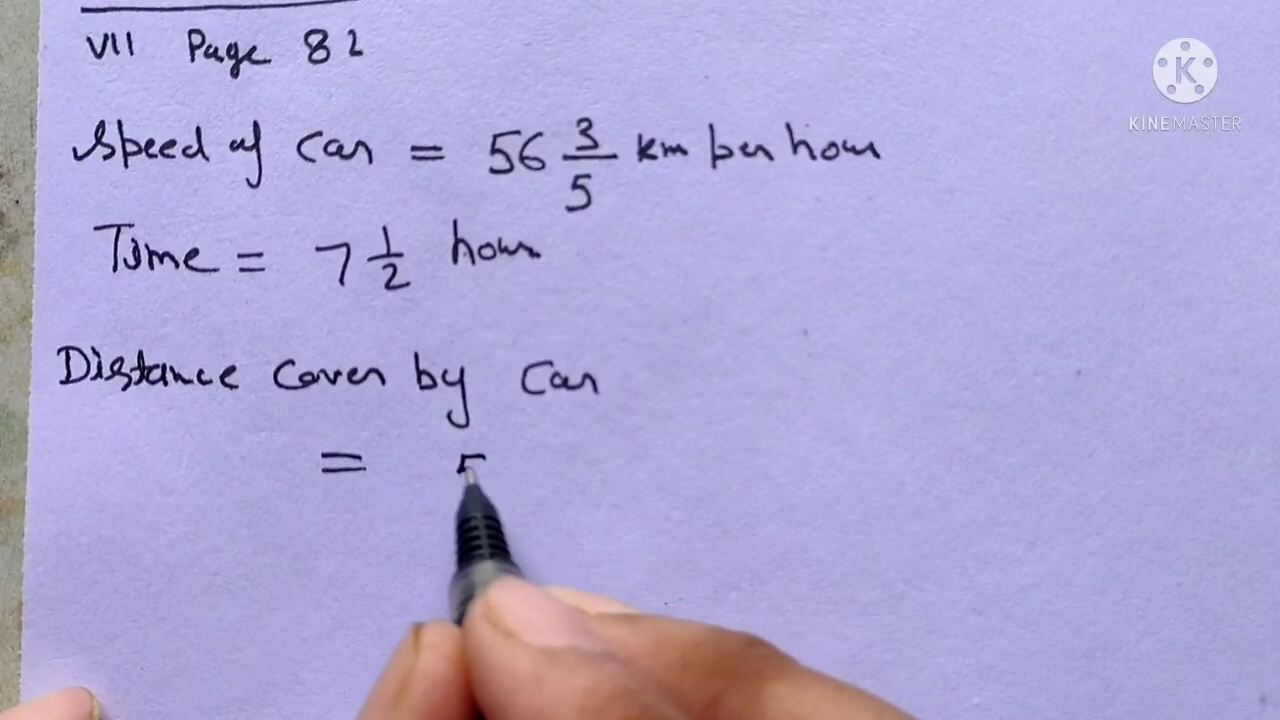 VII Page 82
Speed of Car = 56 3/5 km per hour
Time = 7 1/2 hour
Distance cover by Car
= 5
K
KINEMASTER